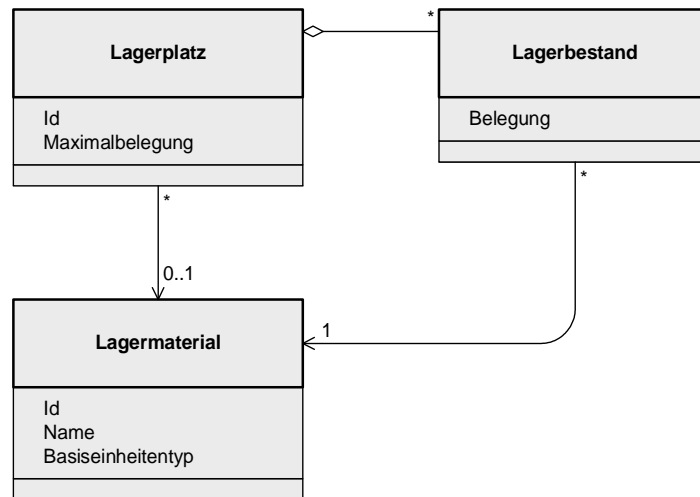 *
Lagerplatz
Lagerbestand
Id
Maximalbelegung
Belegung
*
*
0..1
1
Lagermaterial
Id
Name
Basiseinheitentyp